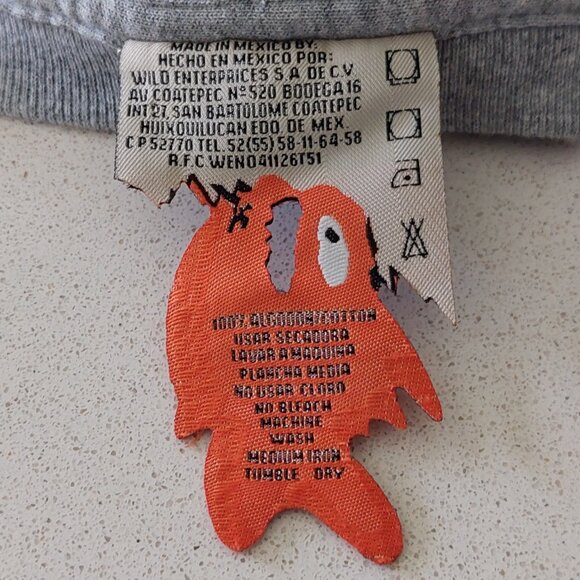 MADE IN MEXICO BY:
HECHO EN MEXICO POR:
WILD ENTERPRICES S.A. DE C.V.
AV COATEPEC Nº 520 BODEGA 16
INT 27, SAN BARTOLOME COATEPEC
HUIXQUILUCAN EDO. DE MEX.
C P 52770 TEL. 52(55) 58-11-64-58
R.F.C. WEN041126T51
100% ALGODON/COTTON
USAR SECADORA
LAVAR A MAQUINA
PLANCHA MEDIA
NO USAR CLORO
NO BLEACH
MACHINE
WASH
MEDIUM IRON
TUMBLE DRY